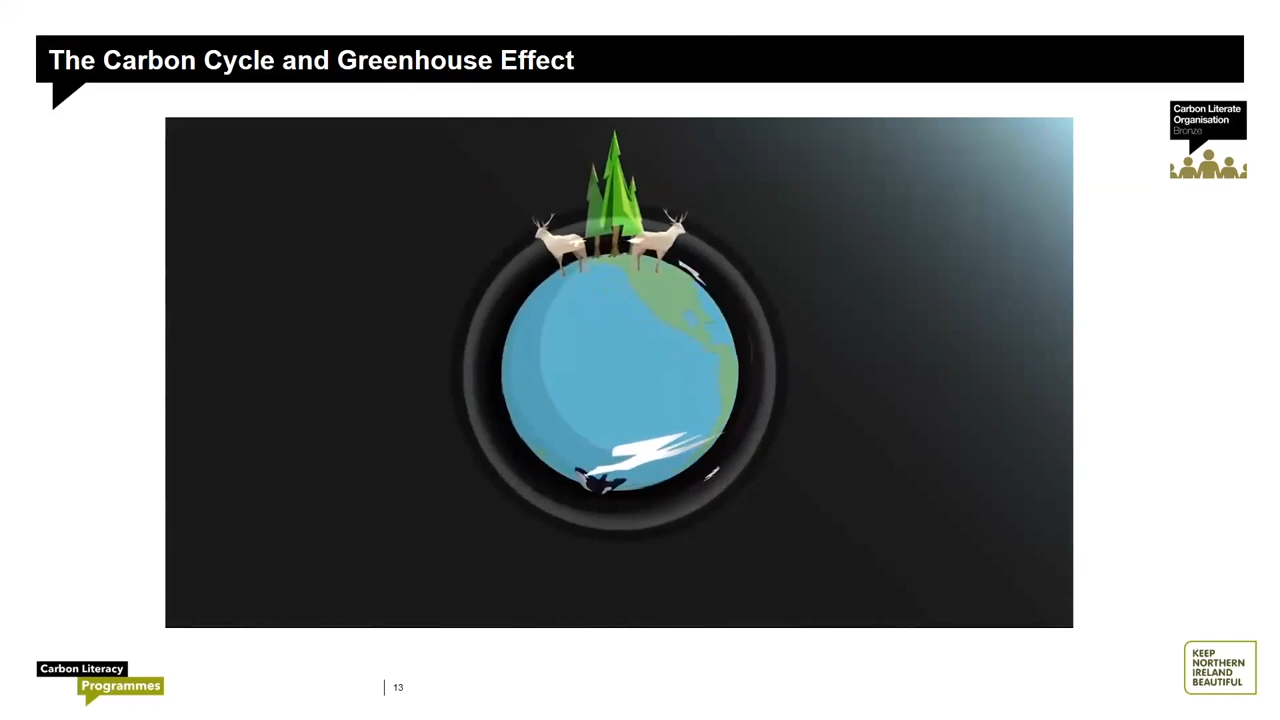 The Carbon Cycle and Greenhouse Effect
Carbon Literate
Organisation
Bronze
Carbon Literacy
Programmes
13
KEEP
NORTHERN
IRELAND
BEAUTIFUL